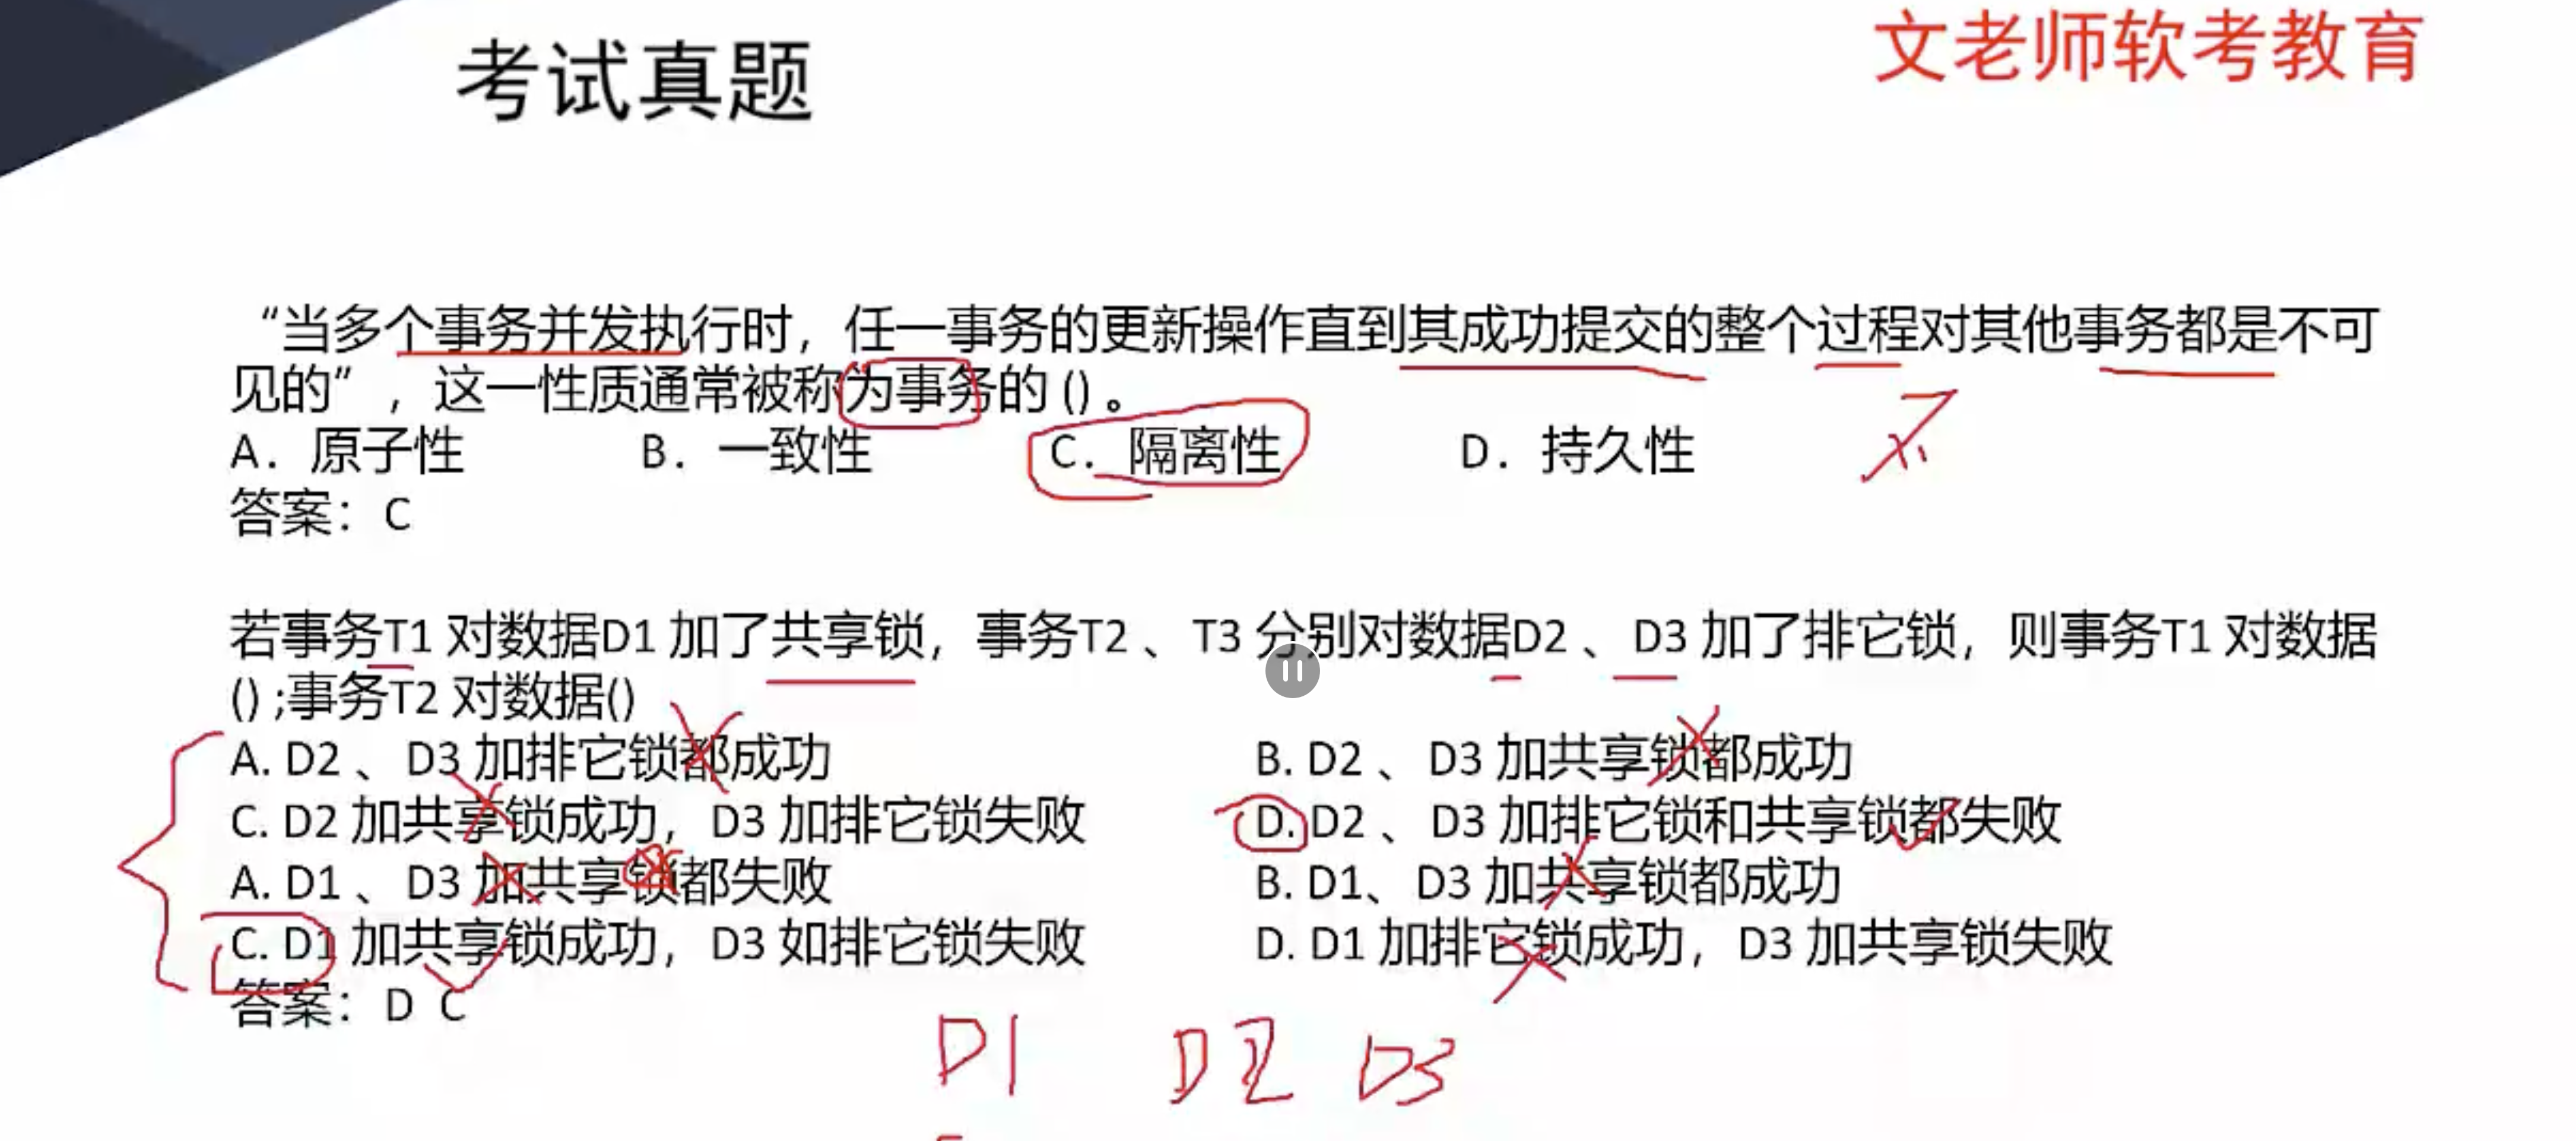 考试真题
文老师软考教育
“当多个事务并发执行时，任一事务的更新操作直到其成功提交的整个过程对其他事务都是不可
见的”，这一性质通常被称为事务的 () 。
A．原子性 B．一致性 C．隔离性 D．持久性
答案：C
若事务T1 对数据D1 加了共享锁，事务T2 、T3 分别对数据D2 、D3 加了排它锁，则事务T1 对数据
() ;事务T2 对数据()
A. D2 、 D3 加排它锁都成功 B. D2 、 D3 加共享锁都成功
C. D2 加共享锁成功，D3 加排它锁失败 D. D2 、 D3 加排它锁和共享锁都失败
A. D1 、 D3 加共享锁都失败 B. D1、 D3 加共享锁都成功
C. D1 加共享锁成功，D3 如排它锁失败 D. D1 加排它锁成功，D3 加共享锁失败
答案：D C
D1 D2 D3